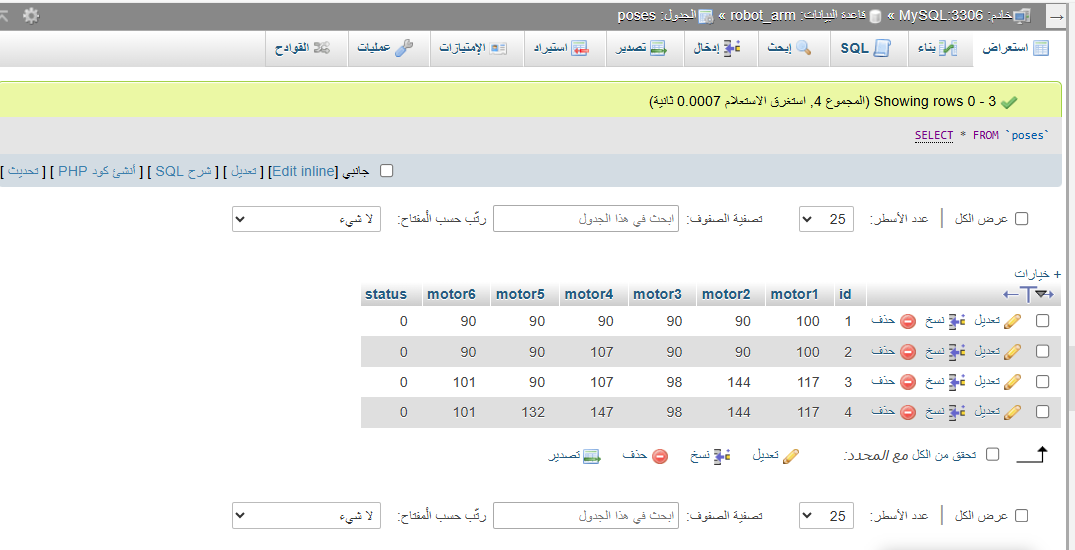 خادم: MySQL:3306 » قاعدة البيانات: robot_arm » الجدول: poses
استعراض بناء SQL إبحث إدخال تصدير استيراد الإمتيازات عمليات القوادح
Showing rows 0 - 3 (المجموع 4, استغرق الاستعلام 0.0007 ثانية)
SELECT * FROM `poses`
جانبي [Edit inline] [ تعديل ] [ شرح SQL ] [ أنشئ كود PHP ] [ تحديث ]
عرض الكل | عدد الأسطر: 25 تصفية الصفوف: ابحث في هذا الجدول رتّب حسب المفتاح: لا شيء
+ خيارات
id motor1 motor2 motor3 motor4 motor5 motor6 status
تعديل نسخ حذف 1 100 90 90 90 90 90 0
تعديل نسخ حذف 2 100 90 90 107 90 90 0
تعديل نسخ حذف 3 117 144 98 107 90 101 0
تعديل نسخ حذف 4 117 144 98 147 132 101 0
تحقق من الكل مع المحدد: تعديل نسخ حذف تصدير
عرض الكل | عدد الأسطر: 25 تصفية الصفوف: ابحث في هذا الجدول رتّب حسب المفتاح: لا شيء